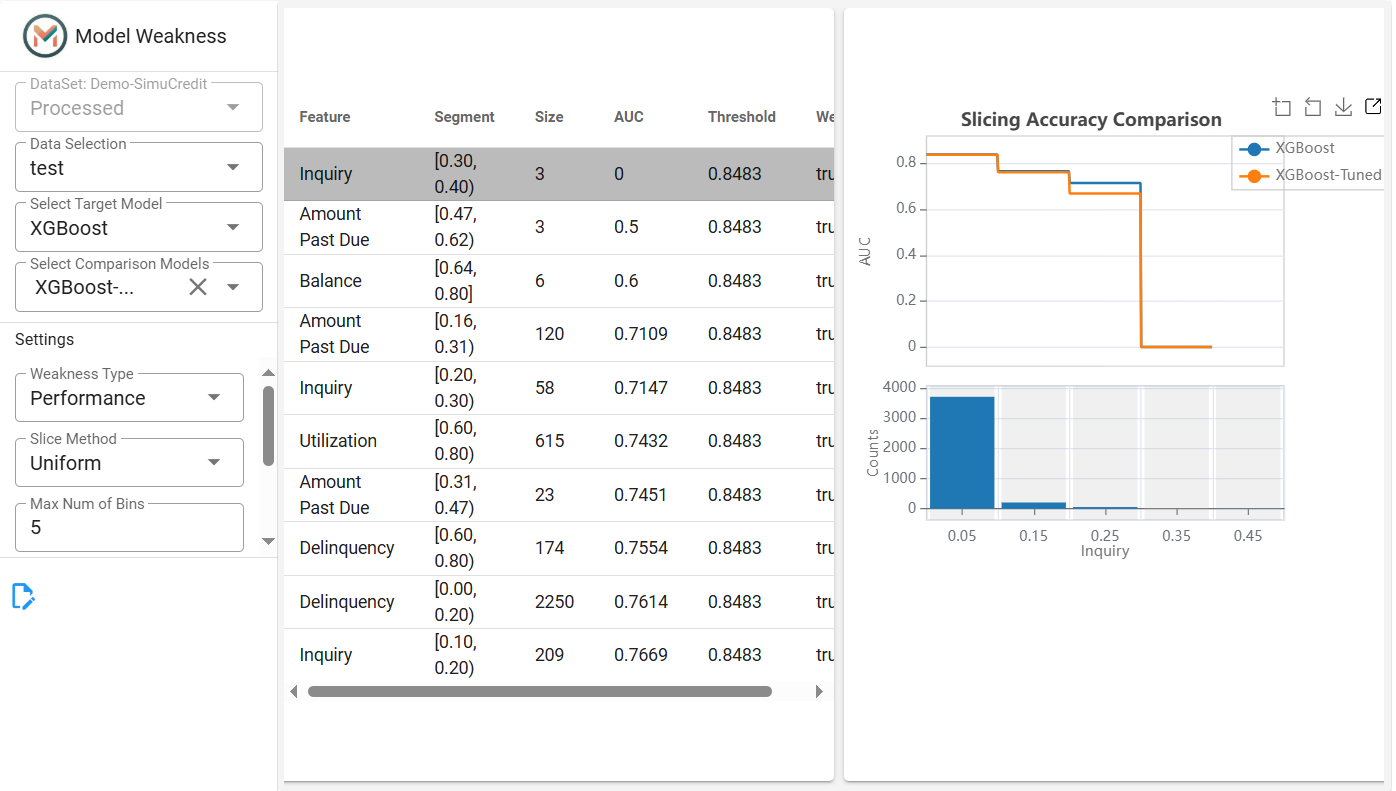 Model Weakness
DataSet: Demo-SimuCredit
Processed
Data Selection
test
Select Target Model
XGBoost
Select Comparison Models
XGBoost-...
Settings
Weakness Type
Performance
Slice Method
Uniform
Max Num of Bins
5
Feature Segment Size AUC Threshold We
Inquiry [0.30, 0.40) 3 0 0.8483 tru
Amount Past Due [0.47, 0.62) 3 0.5 0.8483 tru
Balance [0.64, 0.80] 6 0.6 0.8483 tru
Amount Past Due [0.16, 0.31) 120 0.7109 0.8483 tru
Inquiry [0.20, 0.30) 58 0.7147 0.8483 tru
Utilization [0.60, 0.80) 615 0.7432 0.8483 tru
Amount Past Due [0.31, 0.47) 23 0.7451 0.8483 tru
Delinquency [0.60, 0.80) 174 0.7554 0.8483 tru
Delinquency [0.00, 0.20) 2250 0.7614 0.8483 tru
Inquiry [0.10, 0.20) 209 0.7669 0.8483 tru
Slicing Accuracy Comparison
XGBoost
XGBoost-Tuned
AUC
0.8
0.6
0.4
0.2
0
Counts
4000
3000
2000
1000
0
0.05 0.15 0.25 0.35 0.45
Inquiry